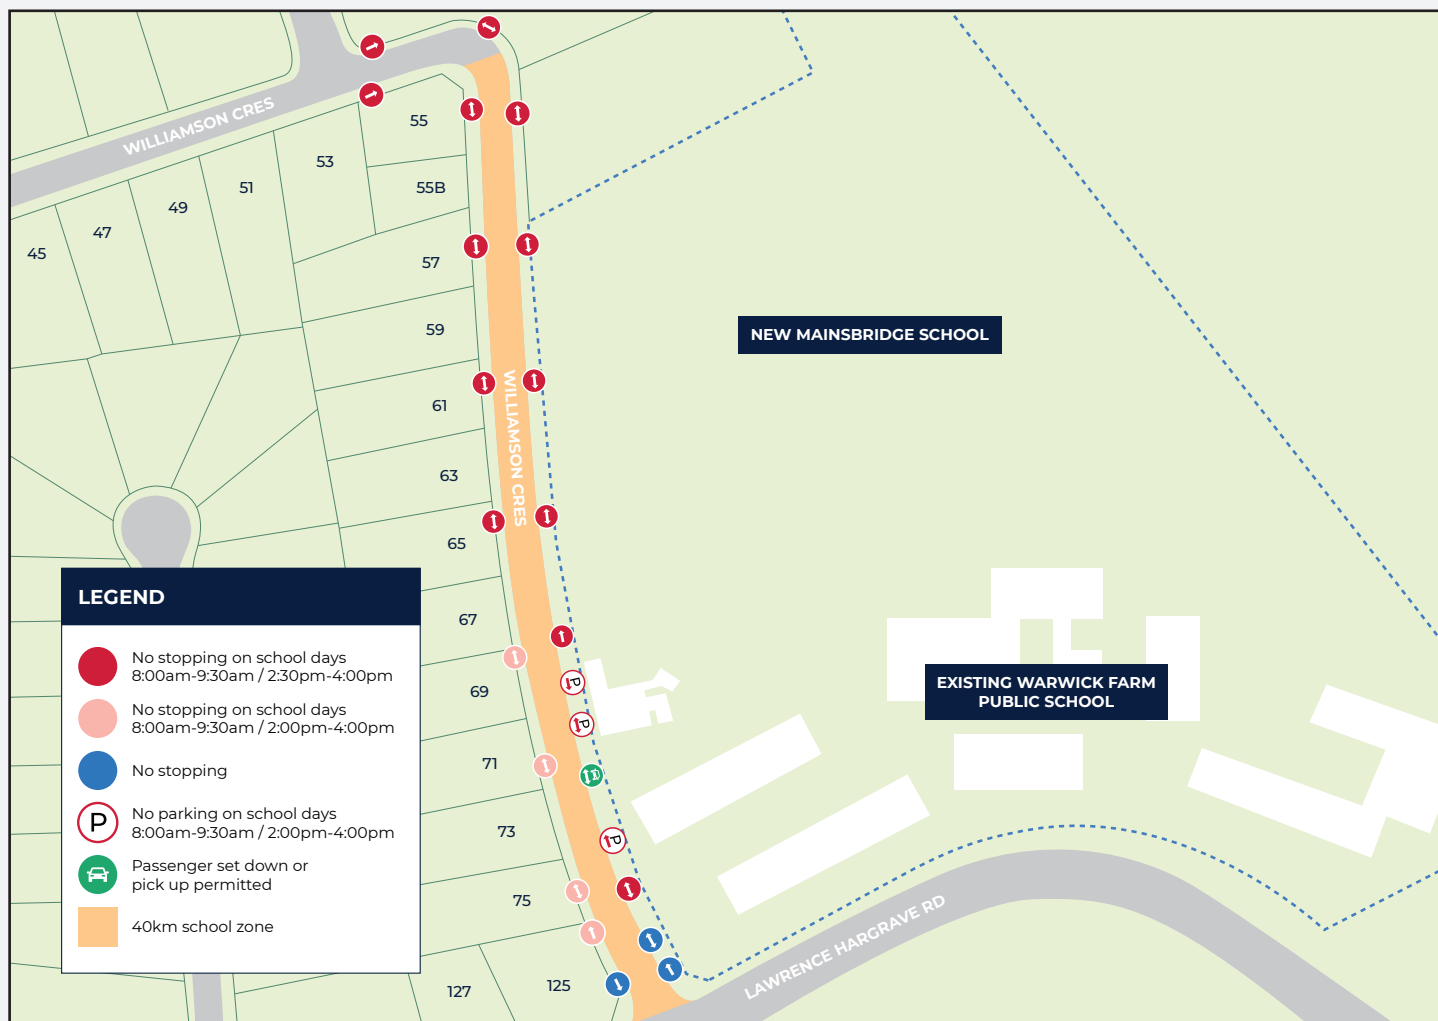 WILLIAMSON CRES
55
53
55B
51
49
47
45
57
59
61
63
65
67
69
71
73
75
125
127
WILLIAMSON CRES
NEW MAINSBRIDGE SCHOOL
EXISTING WARWICK FARM
PUBLIC SCHOOL
LAWRENCE HARGRAVE RD
P
P
P
LEGEND
No stopping on school days
8:00am-9:30am / 2:30pm-4:00pm
No stopping on school days
8:00am-9:30am / 2:00pm-4:00pm
No stopping
P
No parking on school days
8:00am-9:30am / 2:00pm-4:00pm
Passenger set down or
pick up permitted
40km school zone